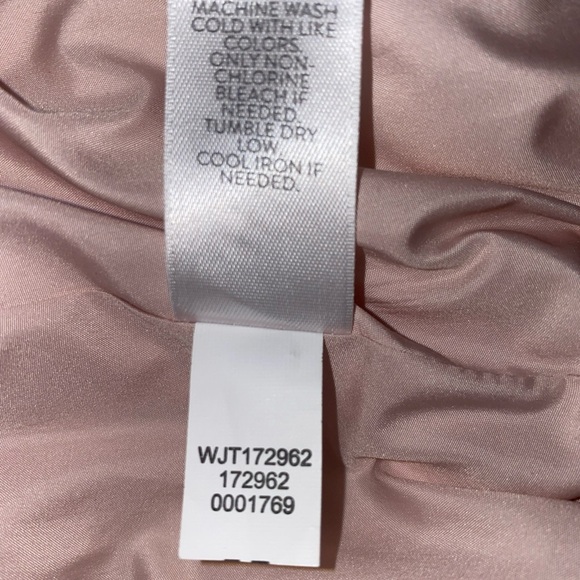 MACHINE WASH
COLD WITH LIKE
COLORS.
ONLY NON-
CHLORINE
BLEACH IF
NEEDED.
TUMBLE DRY
LOW.
COOL IRON IF
NEEDED.
WJT172962
172962
0001769